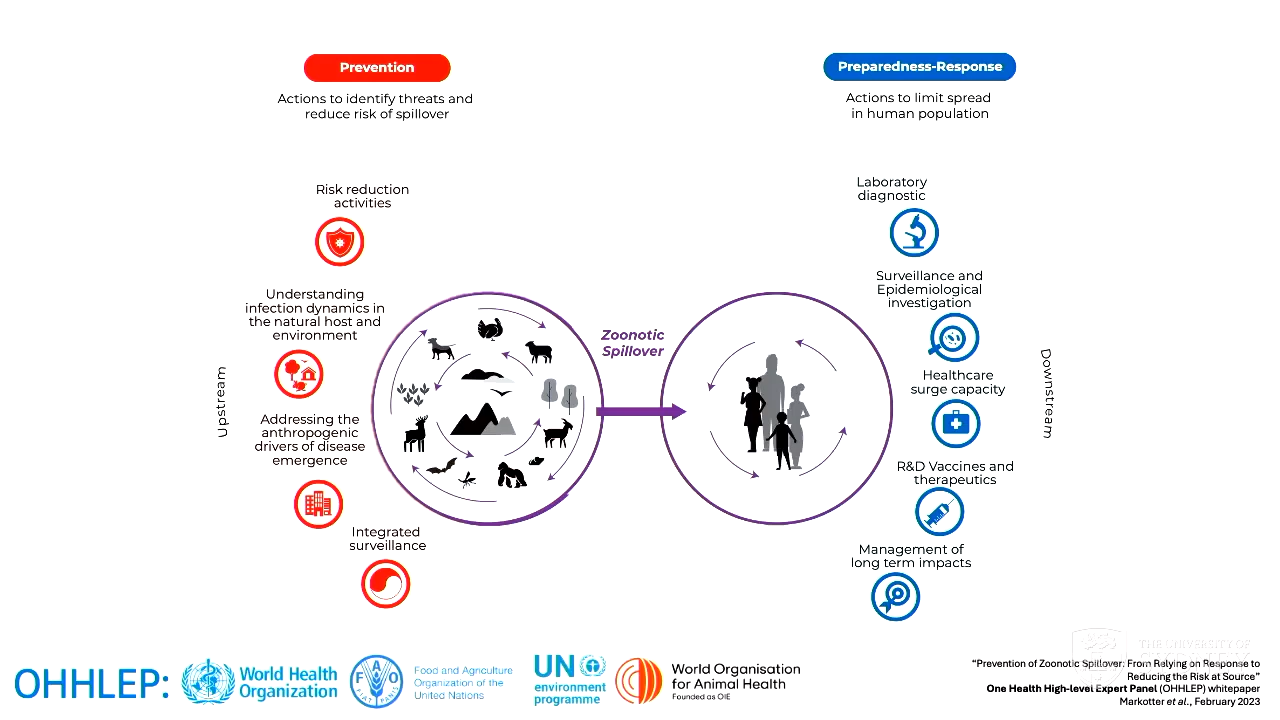 Prevention
Actions to identify threats and
reduce risk of spillover
Risk reduction
activities
Understanding
infection dynamics in
the natural host and
environment
Addressing the
anthropogenic
drivers of disease
emergence
Integrated
surveillance
Upstream
Zoonotic
Spillover
Preparedness-Response
Actions to limit spread
in human population
Laboratory
diagnostic
Surveillance and
Epidemiological
investigation
Healthcare
surge capacity
R&D Vaccines and
therapeutics
Management of
long term impacts
Downstream
OHHLEP:
World Health
Organization
F A O
FIAT PANIS
Food and Agriculture
Organization of the
United Nations
UN
environment
programme
World Organisation
for Animal Health
Founded as OIE
THE UNIVERSITY OF
"Prevention of Zoonotic Spillover: From Relying on Response to
Reducing the Risk at Source"
One Health High-level Expert Panel (OHHLEP) whitepaper
Markotter et al., February 2023